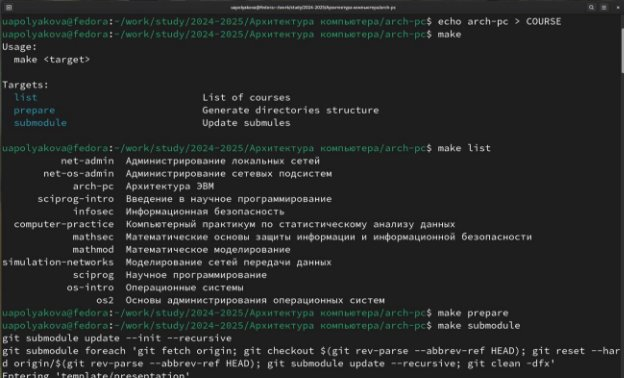 uapolyakova@fedora:~/work/study/2024-2025/Архитектура компьютера/arch-pc
uapolyakova@fedora:~/work/study/2024-2025/Архитектура компьютера/arch-pc$ echo arch-pc > COURSE
uapolyakova@fedora:~/work/study/2024-2025/Архитектура компьютера/arch-pc$ make
Usage:
make <target>
Targets:
list List of courses
prepare Generate directories structure
submodule Update submules
uapolyakova@fedora:~/work/study/2024-2025/Архитектура компьютера/arch-pc$ make list
net-admin Администрирование локальных сетей
net-os-admin Администрирование сетевых подсистем
arch-pc Архитектура ЭВМ
sciprog-intro Введение в научное программирование
infosec Информационная безопасность
computer-practice Компьютерный практикум по статистическому анализу данных
mathsec Математические основы защиты информации и информационной безопасности
mathmod Математическое моделирование
simulation-networks Моделирование сетей передачи данных
sciprog Научное программирование
os-intro Операционные системы
os2 Основы администрирования операционных систем
uapolyakova@fedora:~/work/study/2024-2025/Архитектура компьютера/arch-pc$ make prepare
uapolyakova@fedora:~/work/study/2024-2025/Архитектура компьютера/arch-pc$ make submodule
git submodule update --init --recursive
git submodule foreach 'git fetch origin; git checkout $(git rev-parse --abbrev-ref HEAD); git reset --har
d origin/$(git rev-parse --abbrev-ref HEAD); git submodule update --recursive; git clean -dfx'
Entering 'template/presentation'